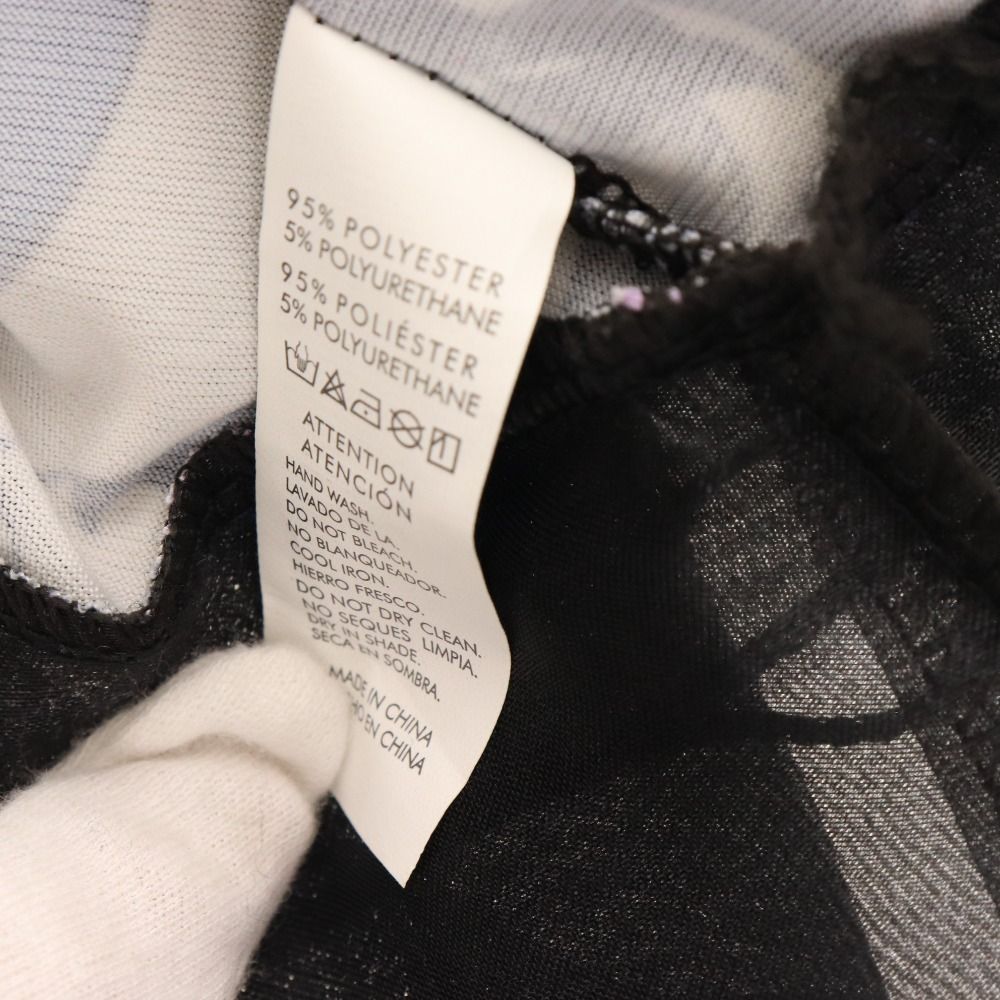 95% POLYESTER
5% POLYURETHANE
95% POLIÉSTER
5% POLYURETHANE
ATTENTION
ATENCIÓN
HAND WASH.
LAVADO DE LA.
DO NOT BLEACH.
NO BLANQUEADOR.
COOL IRON.
HIERRO FRESCO.
DO NOT DRY CLEAN.
NO SEQUES LIMPIA.
DRY IN SHADE.
SECA EN SOMBRA.
MADE IN CHINA
EN CHINA